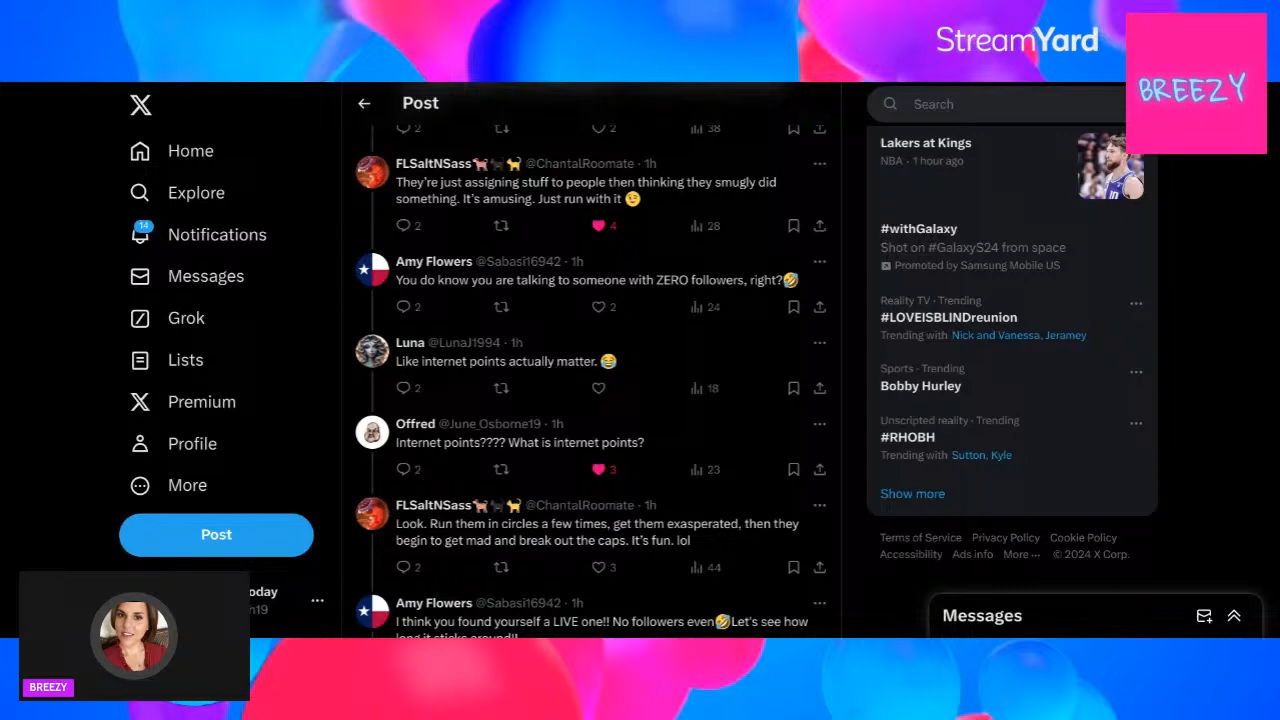 StreamYard
BREEZY
Post
Search
Home
Explore
14
Notifications
Messages
Grok
Lists
Premium
Profile
More
Post
oday
n19
BREEZY
2
2
38
FLSaltNSass @ChantalRoomate · 1h
They're just assigning stuff to people then thinking they smugly did
something. It's amusing. Just run with it 😉
2
4
28
Amy Flowers @Sabasi16942 · 1h
You do know you are talking to someone with ZERO followers, right?🤣
2
2
24
Luna @LunaJ1994 · 1h
Like internet points actually matter. 😂
2
18
Offred @June_Osborne19 · 1h
Internet points???? What is internet points?
2
3
23
FLSaltNSass @ChantalRoomate · 1h
Look. Run them in circles a few times, get them exasperated, then they
begin to get mad and break out the caps. It's fun. lol
2
3
44
Amy Flowers @Sabasi16942 · 1h
I think you found yourself a LIVE one!! No followers even🤣Let's see how
long it sticks around!!
Lakers at Kings
NBA · 1 hour ago
#withGalaxy
Shot on #GalaxyS24 from space
Promoted by Samsung Mobile US
Reality TV · Trending
#LOVEISBLINDreunion
Trending with Nick and Vanessa, Jeramey
Sports · Trending
Bobby Hurley
Unscripted reality · Trending
#RHOBH
Trending with Sutton, Kyle
Show more
Terms of Service Privacy Policy Cookie Policy
Accessibility Ads info More ··· © 2024 X Corp.
Messages